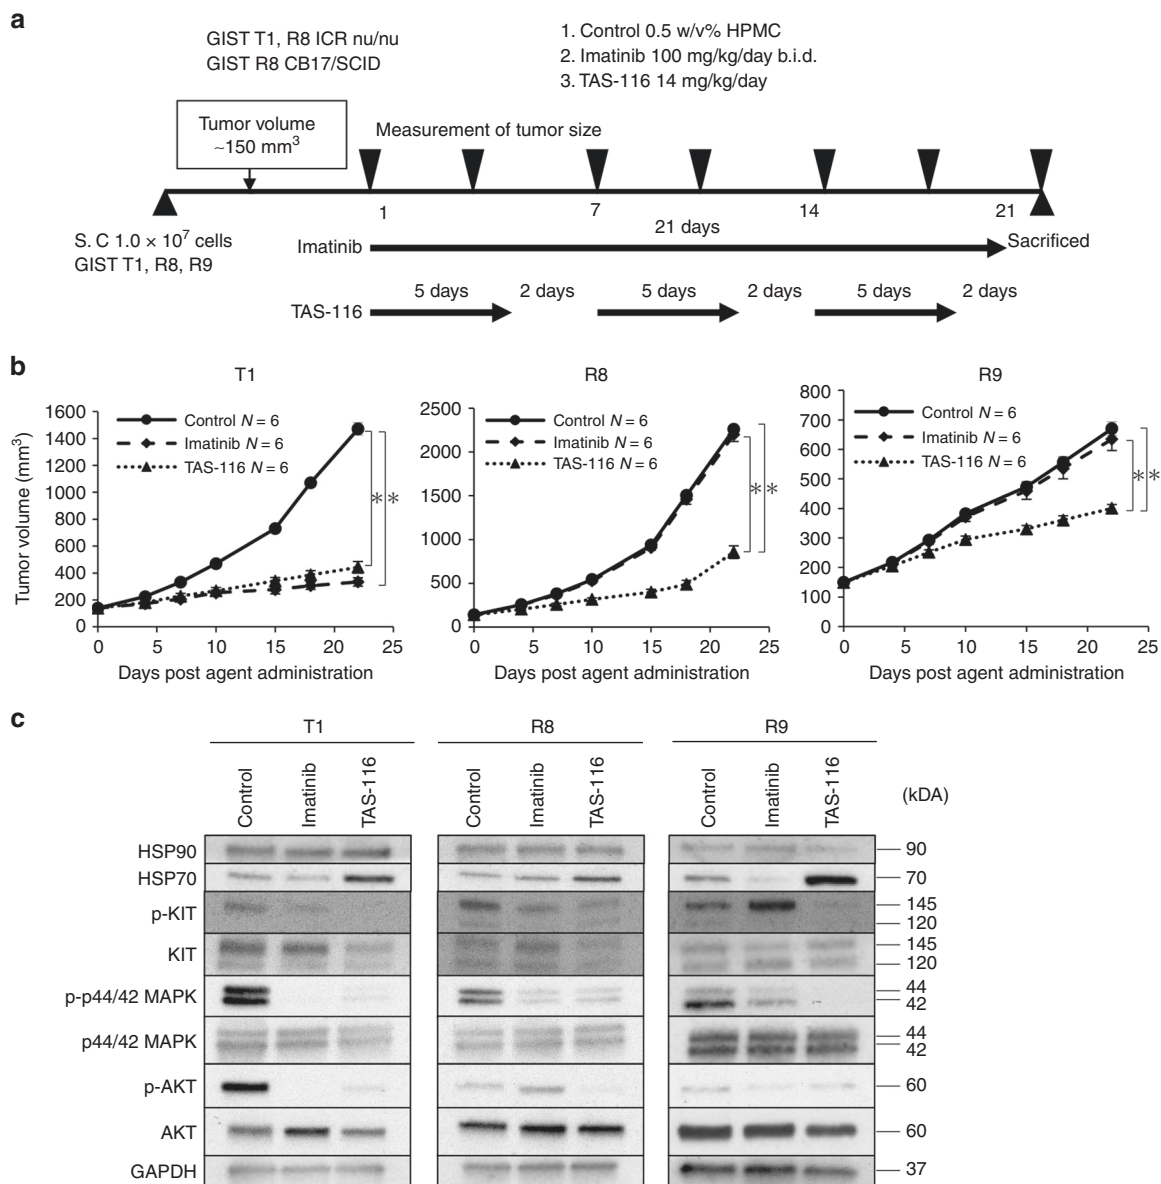 a
GIST T1, R8 ICR nu/nu
GIST R8 CB17/SCID
1. Control 0.5 w/v% HPMC
2. Imatinib 100 mg/kg/day b.i.d.
3. TAS-116 14 mg/kg/day
Tumor volume
~150 mm³
Measurement of tumor size
1 7 14 21
S. C 1.0 × 10⁷ cells
GIST T1, R8, R9
21 days
Imatinib
Sacrificed
5 days 2 days 5 days 2 days 5 days 2 days
TAS-116
b
T1
Tumor volume (mm³)
1600
1400
1200
1000
800
600
400
200
0
Control N = 6
Imatinib N = 6
TAS-116 N = 6
**
0 5 10 15 20 25
Days post agent administration
R8
2500
2000
1500
1000
500
0
Control N = 6
Imatinib N = 6
TAS-116 N = 6
**
0 5 10 15 20 25
Days post agent administration
R9
800
700
600
500
400
300
200
100
0
Control N = 6
Imatinib N = 6
TAS-116 N = 6
**
0 5 10 15 20 25
Days post agent administration
c
T1 R8 R9
Control Imatinib TAS-116 Control Imatinib TAS-116 Control Imatinib TAS-116
(kDA)
HSP90 90
HSP70 70
p-KIT 145
120
KIT 145
120
p-p44/42 MAPK 44
42
p44/42 MAPK 44
42
p-AKT 60
AKT 60
GAPDH 37